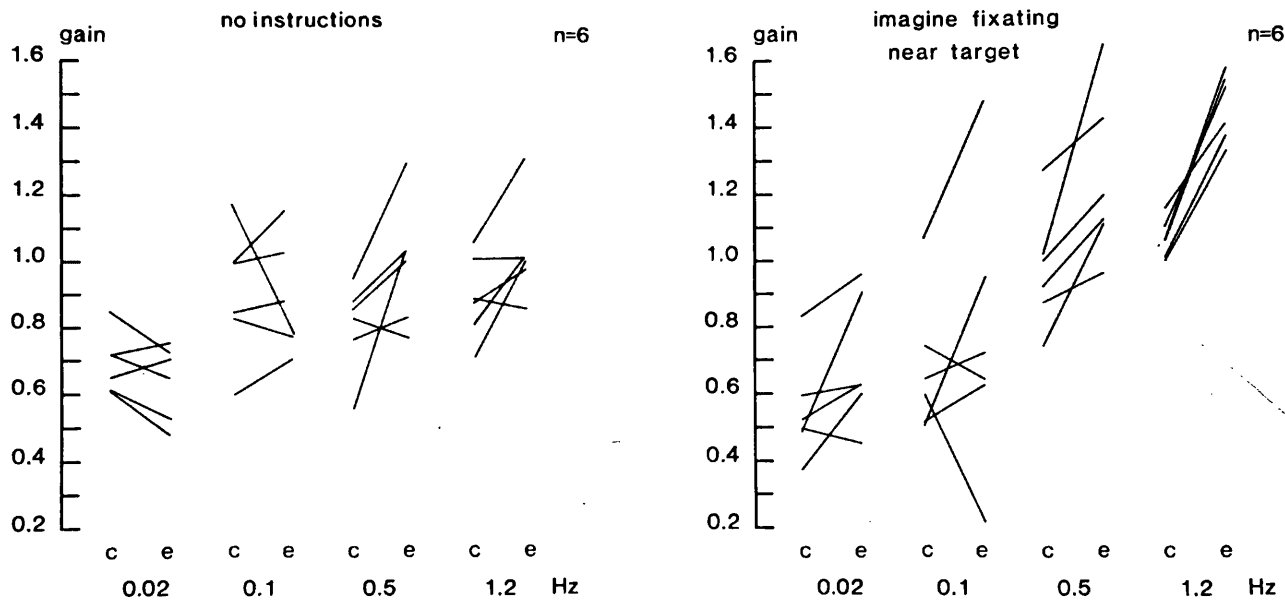 no instructions
gain
n=6
1.6
1.4
1.2
1.0
0.8
0.6
0.4
0.2
c e c e c e c e
0.02 0.1 0.5 1.2 Hz
imagine fixating
near target
gain
n=6
1.6
1.4
1.2
1.0
0.8
0.6
0.4
0.2
c e c e c e c e
0.02 0.1 0.5 1.2 Hz